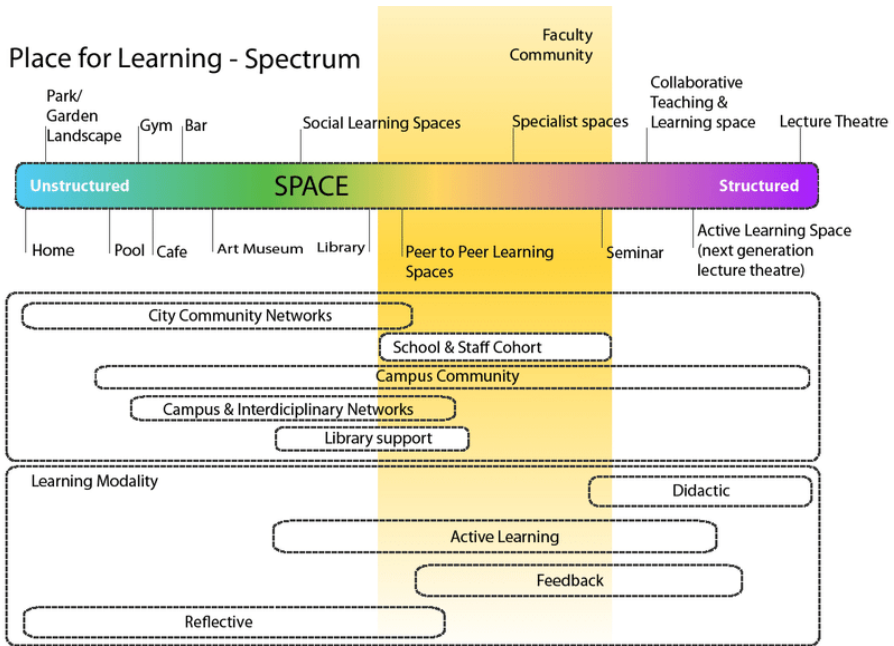 Faculty
Community
Place for Learning - Spectrum
Park/
Garden
Landscape
Gym
Bar
Social Learning Spaces
Specialist spaces
Collaborative
Teaching &
Learning space
Lecture Theatre
Unstructured
SPACE
Structured
Home
Pool
Cafe
Art Museum
Library
Peer to Peer Learning
Spaces
Seminar
Active Learning Space
(next generation
lecture theatre)
City Community Networks
School & Staff Cohort
Campus Community
Campus & Interdiciplinary Networks
Library support
Learning Modality
Didactic
Active Learning
Feedback
Reflective